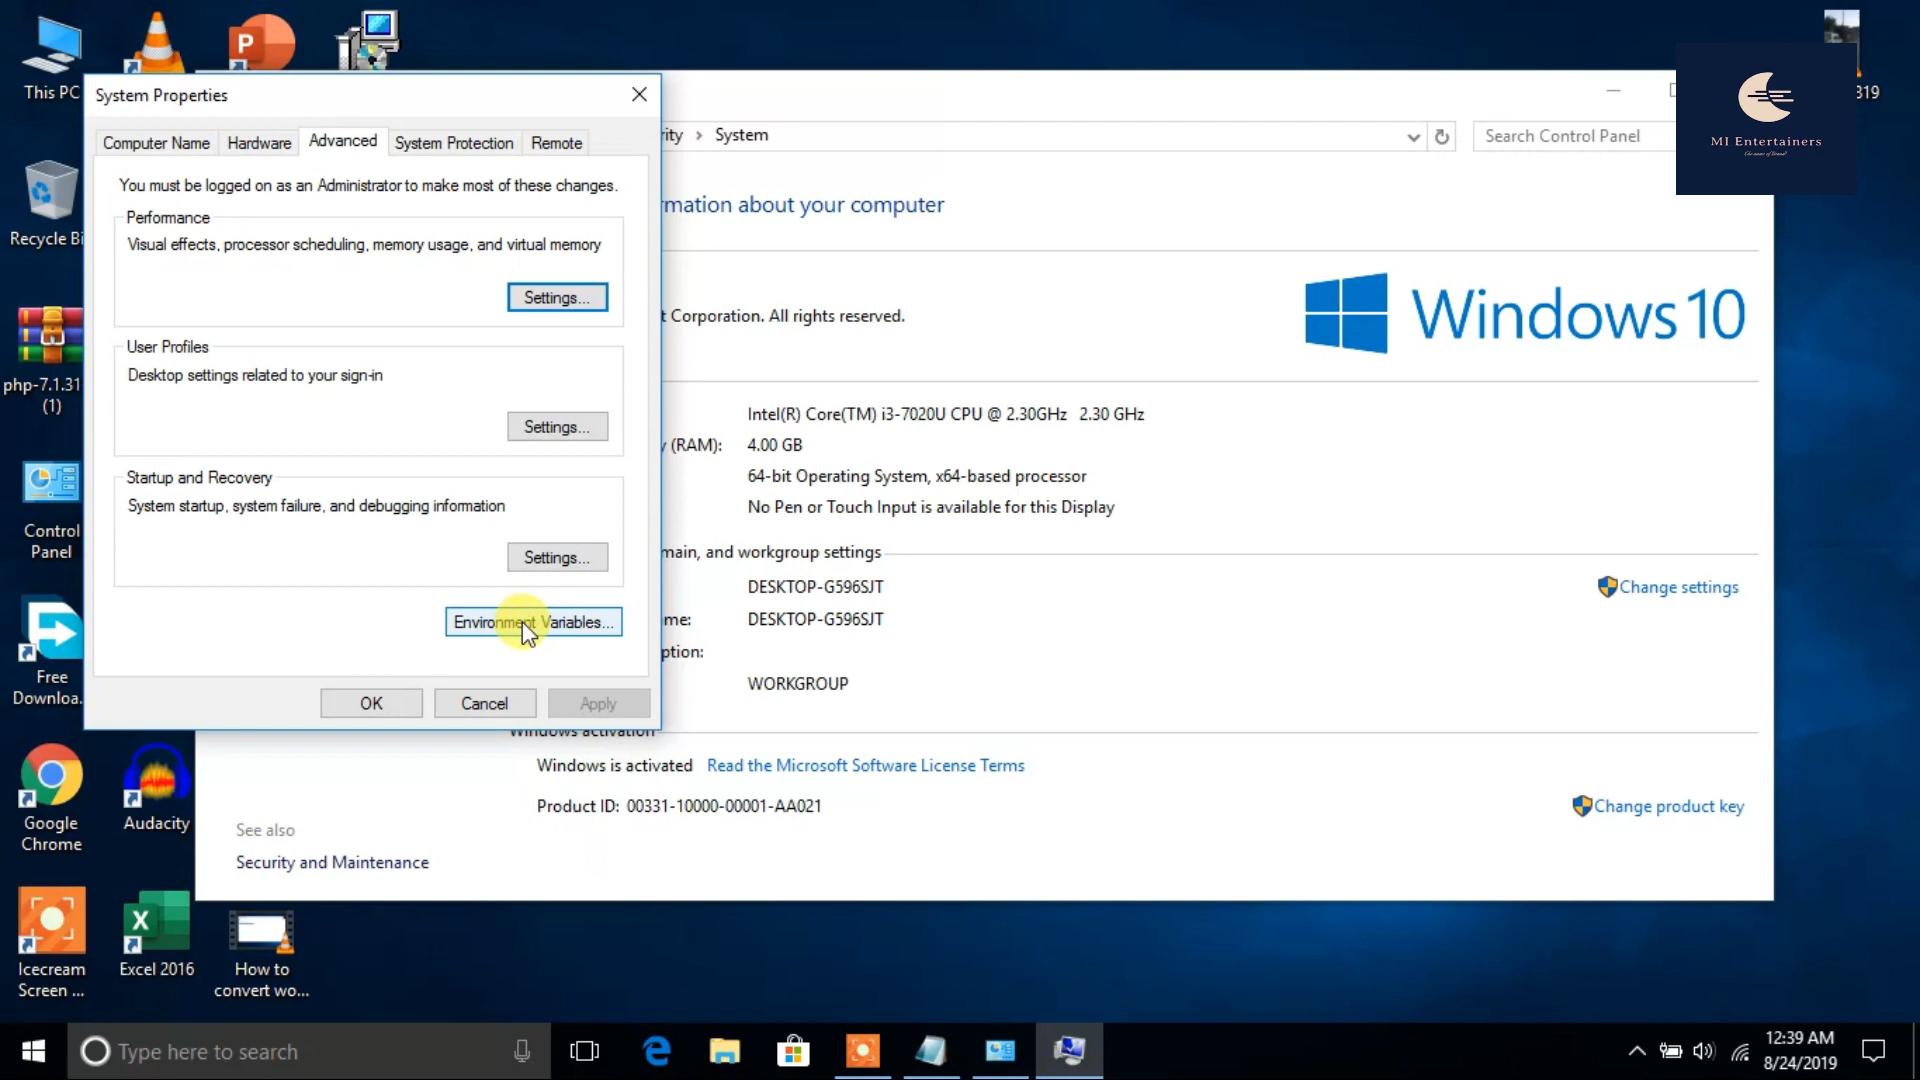 This PC
Recycle Bi
php-7.1.31
(1)
Control
Panel
Free
Downloa...
Google
Chrome
Audacity
Icecream
Screen ...
Excel 2016
How to
convert wo...
319
System Properties
Computer Name
Hardware
Advanced
System Protection
Remote
You must be logged on as an Administrator to make most of these changes.
Performance
Visual effects, processor scheduling, memory usage, and virtual memory
Settings...
User Profiles
Desktop settings related to your sign-in
Settings...
Startup and Recovery
System startup, system failure, and debugging information
Settings...
Environment Variables...
OK
Cancel
Apply
rity > System
Search Control Panel
MI Entertainers
rmation about your computer
t Corporation. All rights reserved.
Windows 10
Intel(R) Core(TM) i3-7020U CPU @ 2.30GHz 2.30 GHz
y (RAM): 4.00 GB
64-bit Operating System, x64-based processor
No Pen or Touch Input is available for this Display
main, and workgroup settings
DESKTOP-G596SJT
Change settings
me: DESKTOP-G596SJT
ption:
WORKGROUP
Windows activation
Windows is activated Read the Microsoft Software License Terms
Product ID: 00331-10000-00001-AA021
Change product key
See also
Security and Maintenance
Type here to search
12:39 AM
8/24/2019